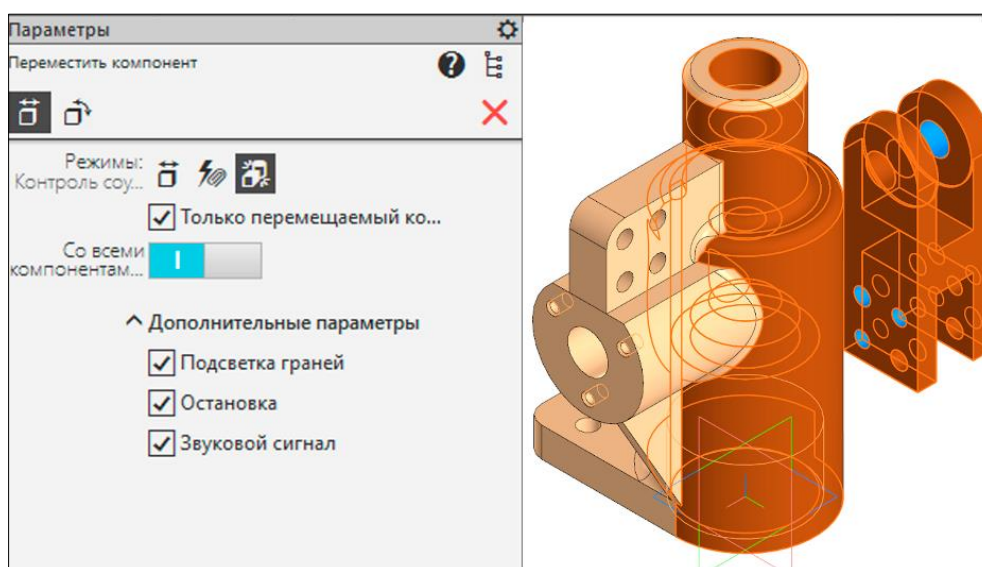 Параметры
Переместить компонент
Режимы:
Контроль соу...
Только перемещаемый ко...
Со всеми
компонентам...
Дополнительные параметры
Подсветка граней
Остановка
Звуковой сигнал